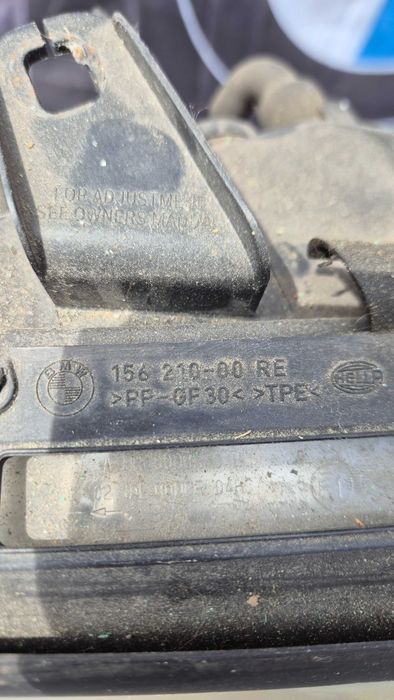 FOR ADJUSTMENT
SEE OWNERS MANUAL
BMW
156 210-00 RE
>PP-GF30< >TPE<
HELLA